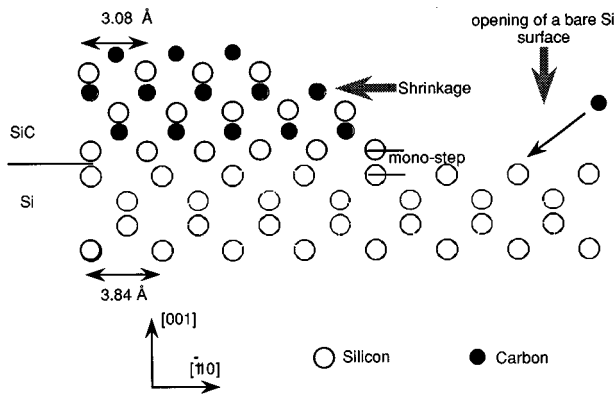 3.08 Å
opening of a bare Si
surface
Shrinkage
SiC
mono-step
Si
3.84 Å
[001]
[1̄10]
Silicon
Carbon